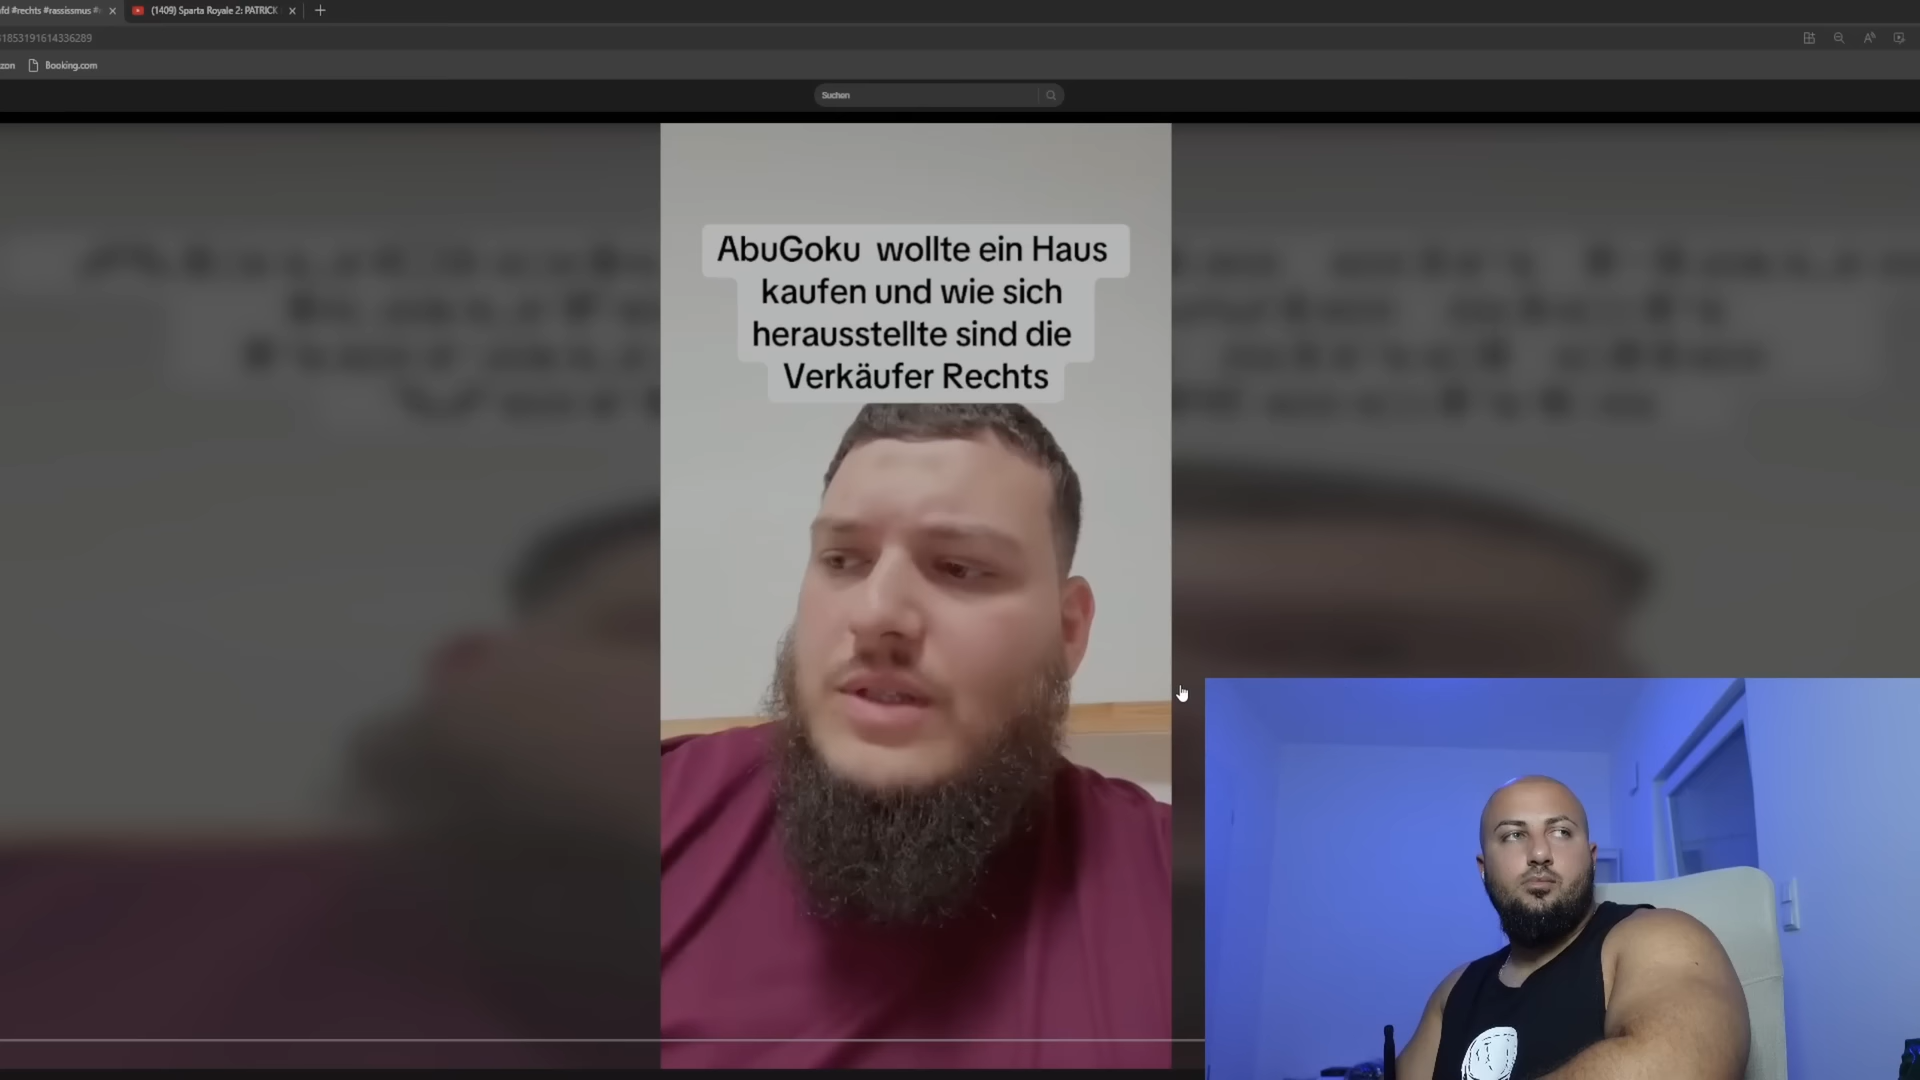 fd #rechts #rassismus #
(1409) Sparta Royale 2: PATRICK
1853191614336289
zon
Booking.com
Suchen
AbuGoku wollte ein Haus
kaufen und wie sich
herausstellte sind die
Verkäufer Rechts